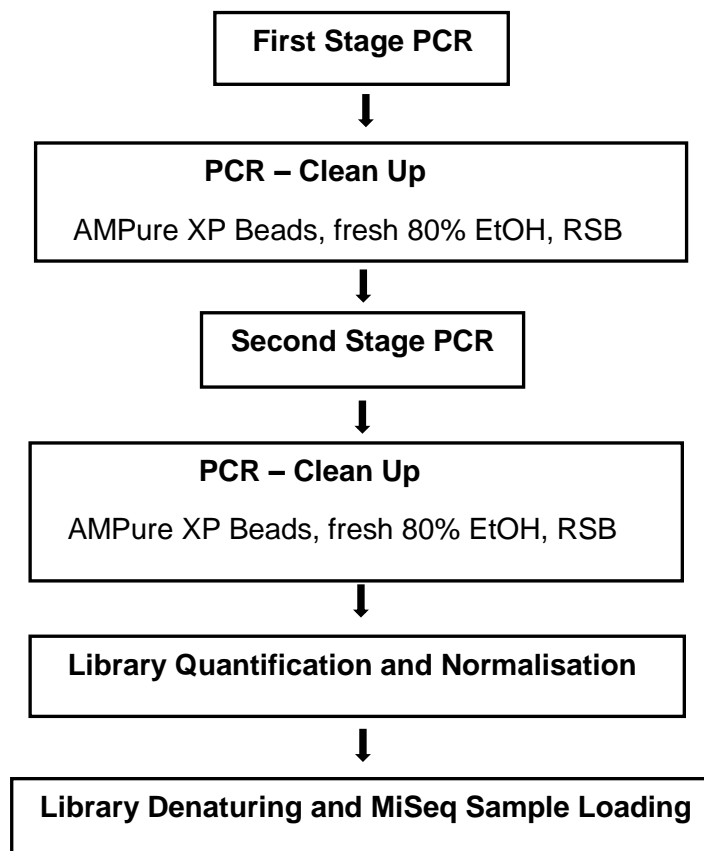 First Stage PCR
PCR – Clean Up
AMPure XP Beads, fresh 80% EtOH, RSB
Second Stage PCR
PCR – Clean Up
AMPure XP Beads, fresh 80% EtOH, RSB
Library Quantification and Normalisation
Library Denaturing and MiSeq Sample Loading